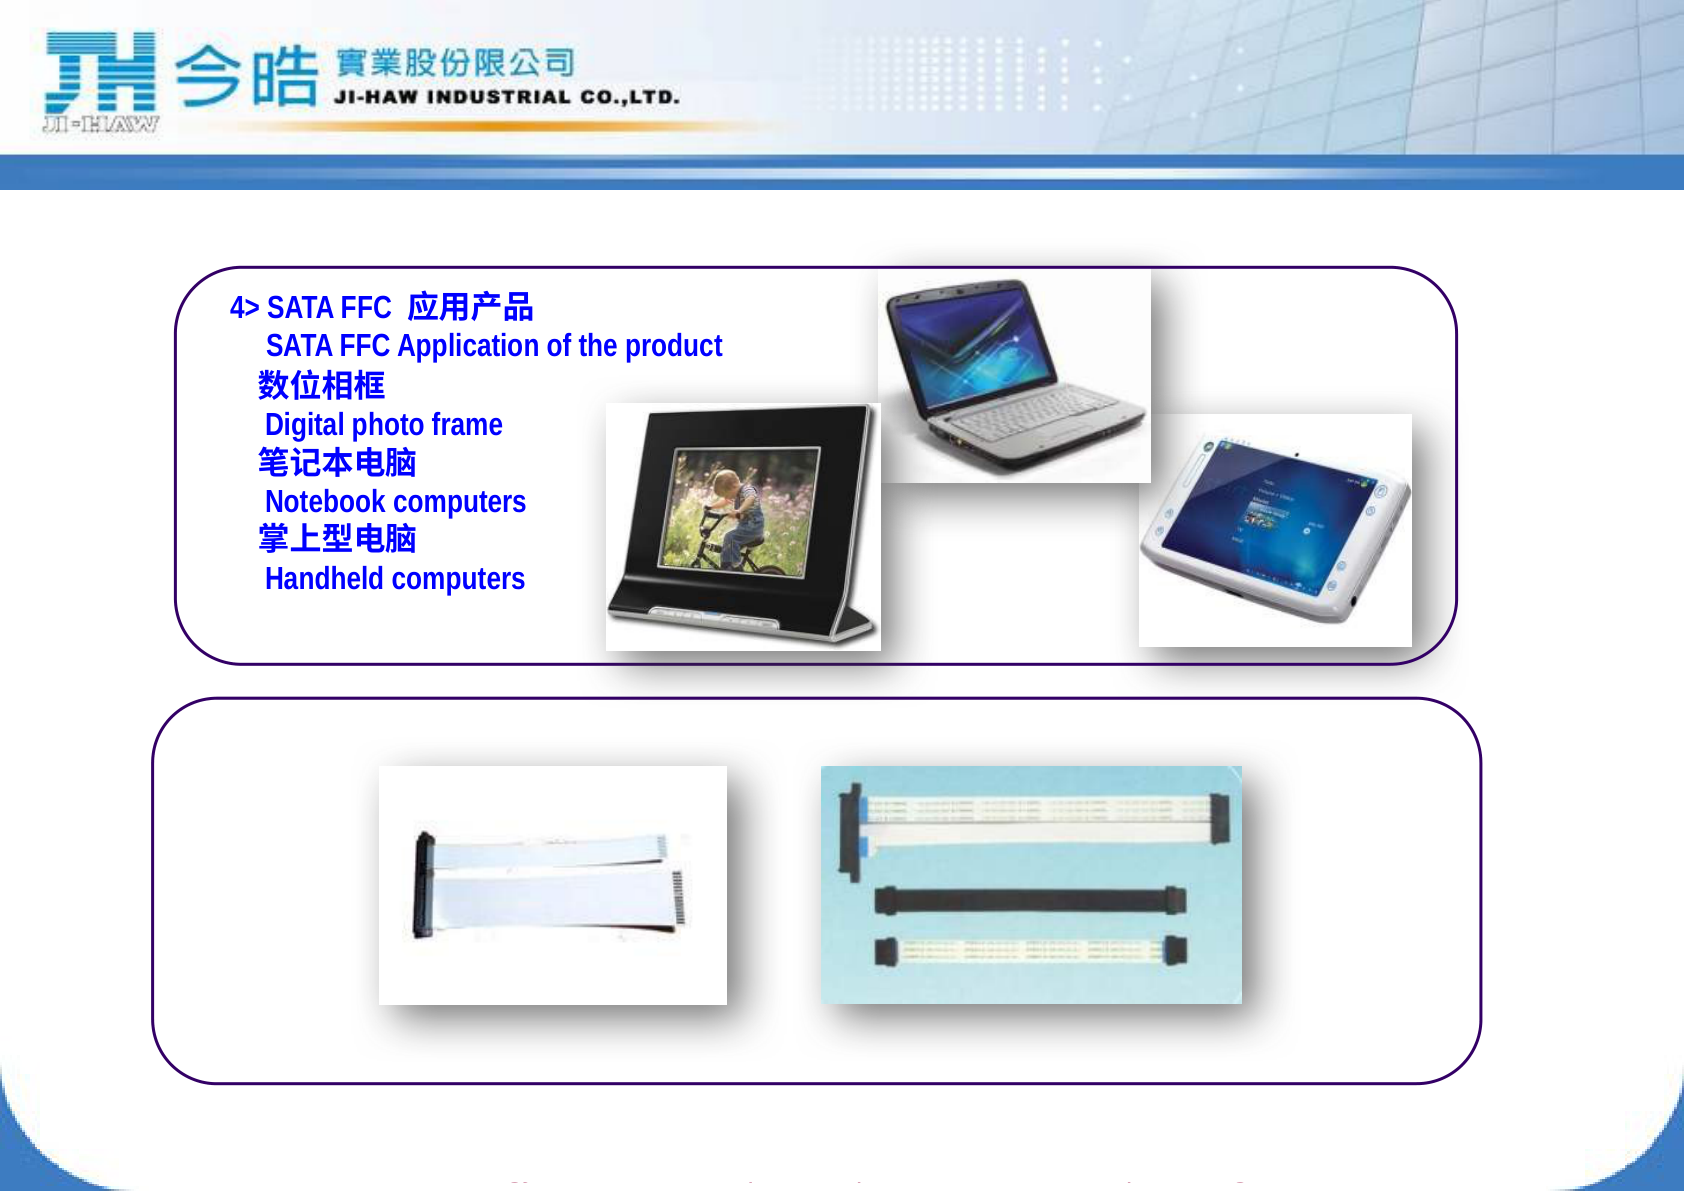 JI-HAW
今皓
實業股份限公司
JI-HAW INDUSTRIAL CO.,LTD.
4> SATA FFC 应用产品
SATA FFC Application of the product
数位相框
Digital photo frame
笔记本电脑
Notebook computers
掌上型电脑
Handheld computers